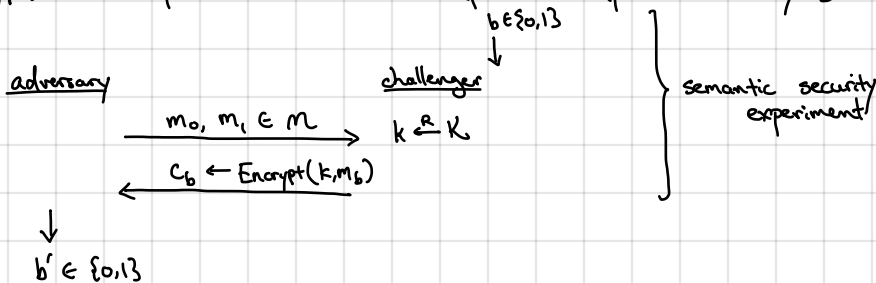 b ∈ {0,1}
adversary
challenger
semantic security
experiment
m₀, m₁ ∈ M
k ←ᴿ K
c_b ← Encrypt(k, m_b)
b' ∈ {0,1}